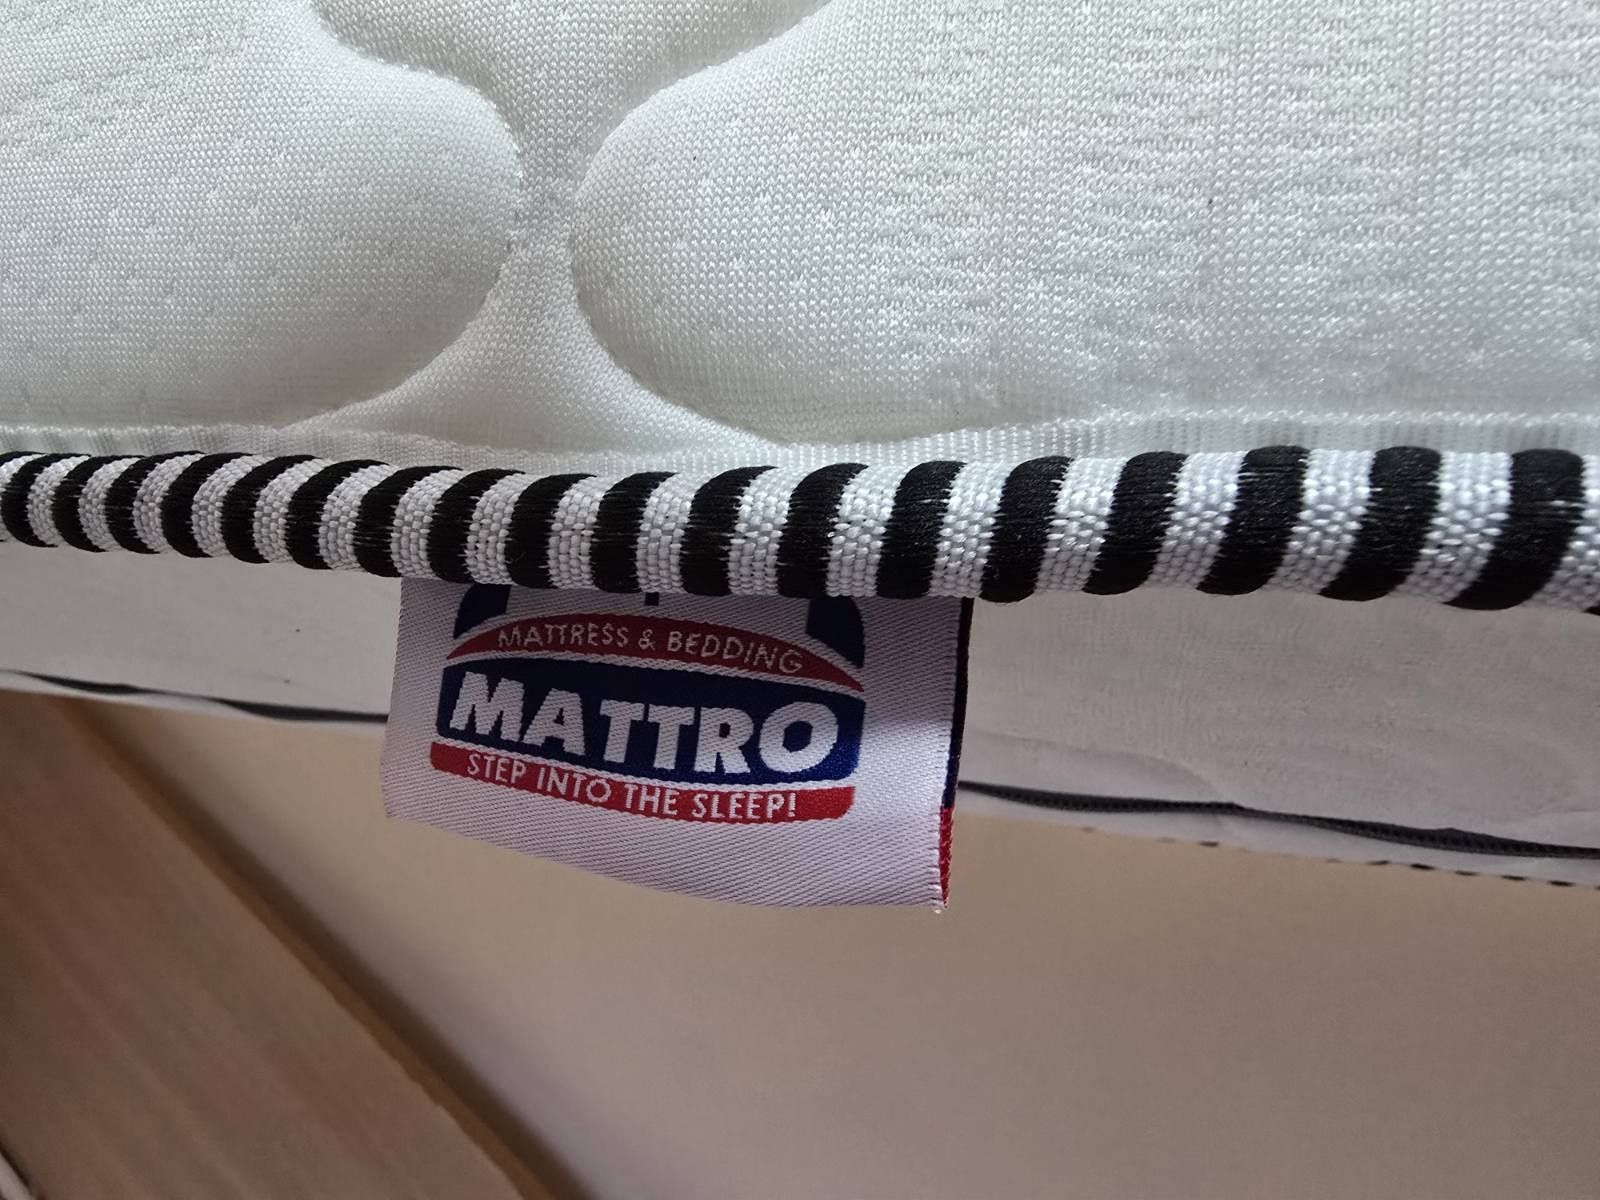 MATTRESS & BEDDING
MATTRO
STEP INTO THE SLEEP!